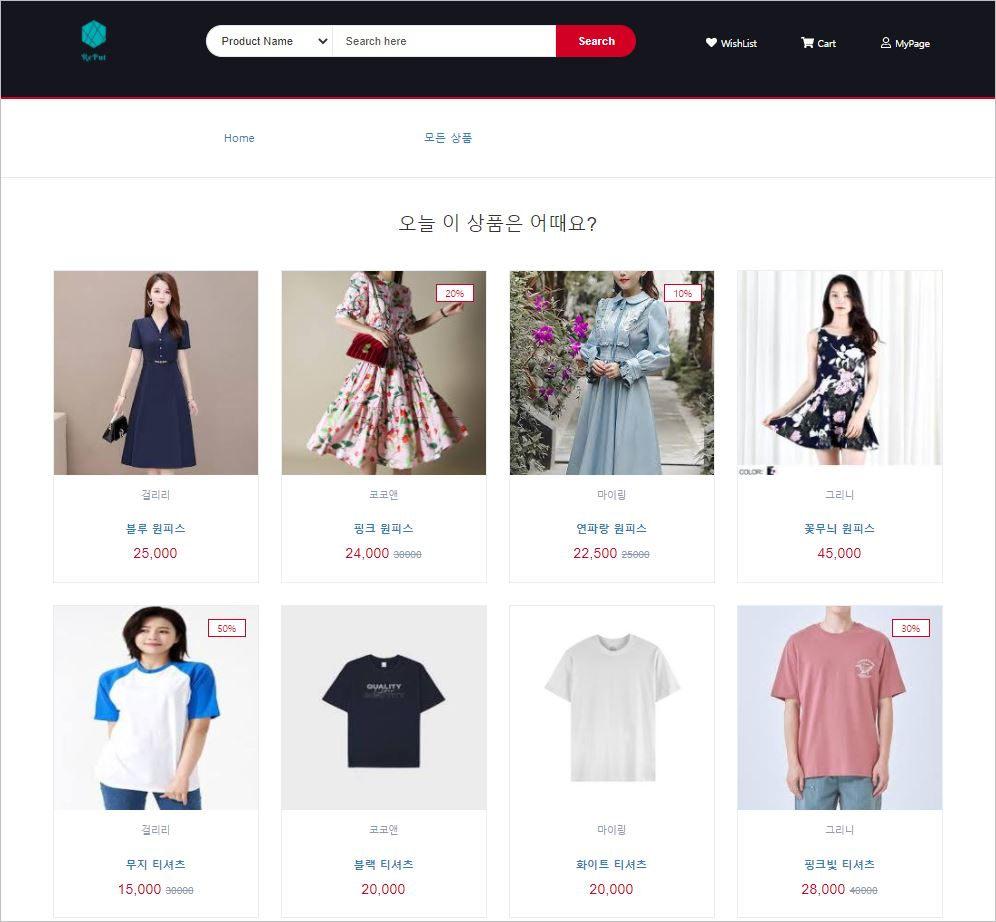 RePut
Product Name
Search here
Search
WishList
Cart
MyPage
Home
모든 상품
오늘 이 상품은 어때요?
20%
10%
COLOR:
걸리리
코코앤
마이링
그리니
블루 원피스
핑크 원피스
연파랑 원피스
꽃무늬 원피스
25,000
24,000 30000
22,500 25000
45,000
50%
30%
QUALITY
걸리리
코코앤
마이링
그리니
무지 티셔츠
블랙 티셔츠
화이트 티셔츠
핑크빛 티셔츠
15,000 30000
20,000
20,000
28,000 40000